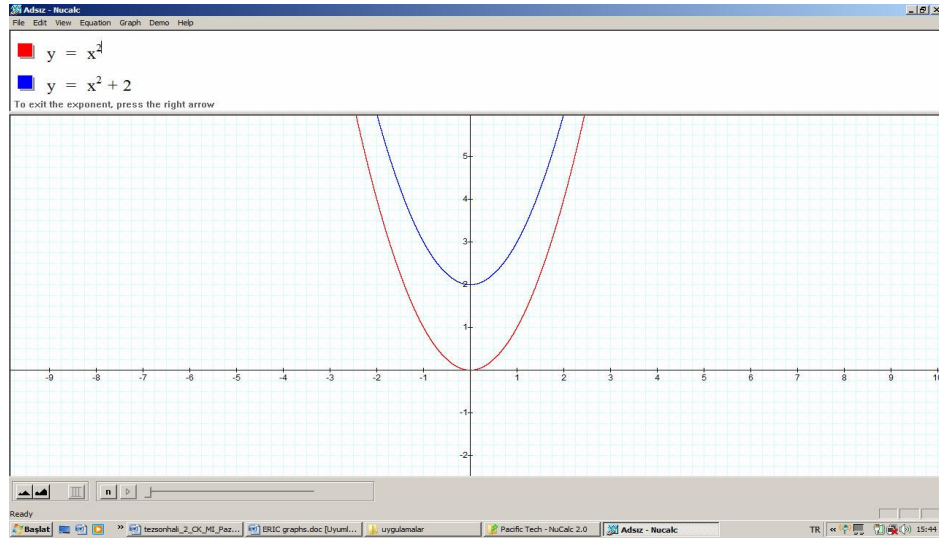 Adsız - Nucalc
File Edit View Equation Graph Demo Help
y = x²
y = x² + 2
To exit the exponent, press the right arrow
5
4
3
2
1
-9 -8 -7 -6 -5 -4 -3 -2 -1 1 2 3 4 5 6 7 8 9 10
-1
-2
n
Ready
Başlat » tezsonhali_2_CK_MI_Paz... ERIC graphs.doc [Uyuml... uygulamalar Pacific Tech - NuCalc 2.0 Adsız - Nucalc TR « 15:44